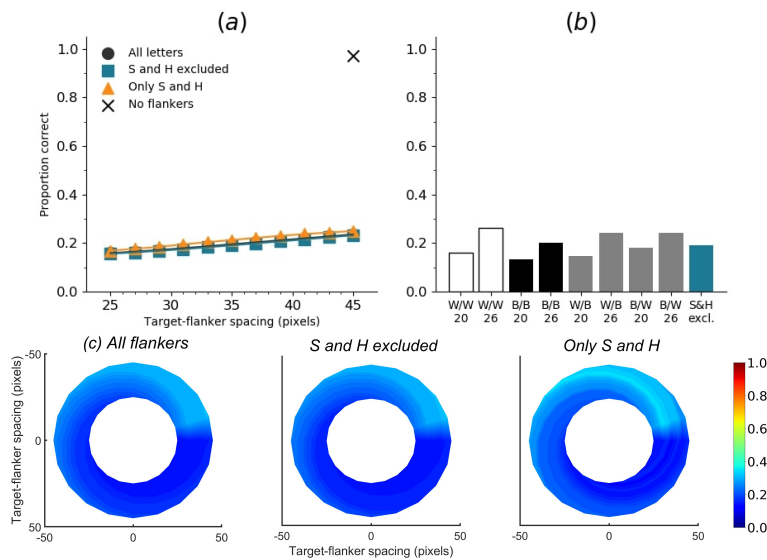 (a)
All letters
S and H excluded
Only S and H
No flankers
Proportion correct
1.0
0.8
0.6
0.4
0.2
0.0
25
29
35
39
45
Target-flanker spacing (pixels)
(b)
1.0
0.8
0.6
0.4
0.2
0.0
W/W W/W B/B B/B W/B W/B B/W B/W S&H
20 26 20 26 20 26 20 26 excl.
(c) All flankers
S and H excluded
Only S and H
Target-flanker spacing (pixels)
-50
0
50
-50
0
50
-50
0
50
0
50
Target-flanker spacing (pixels)
1.0
0.8
0.6
0.4
0.2
0.0